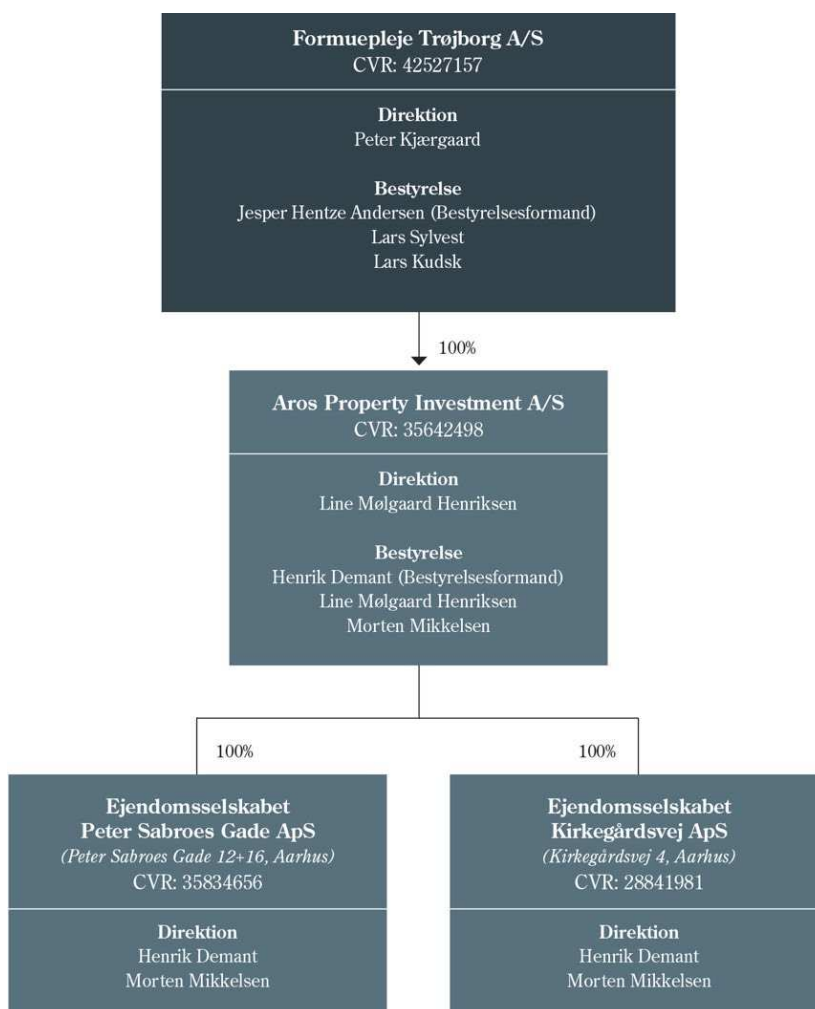 Formuepleje Trøjborg A/S
CVR: 42527157
Direktion
Peter Kjærgaard
Bestyrelse
Jesper Hentze Andersen (Bestyrelsesformand)
Lars Sylvest
Lars Kudsk
100%
Aros Property Investment A/S
CVR: 35642498
Direktion
Line Mølgaard Henriksen
Bestyrelse
Henrik Demant (Bestyrelsesformand)
Line Mølgaard Henriksen
Morten Mikkelsen
100%
Ejendomsselskabet
Peter Sabroes Gade ApS
(Peter Sabroes Gade 12+16, Aarhus)
CVR: 35834656
Direktion
Henrik Demant
Morten Mikkelsen
100%
Ejendomsselskabet
Kirkegårdsvej ApS
(Kirkegårdsvej 4, Aarhus)
CVR: 28841981
Direktion
Henrik Demant
Morten Mikkelsen